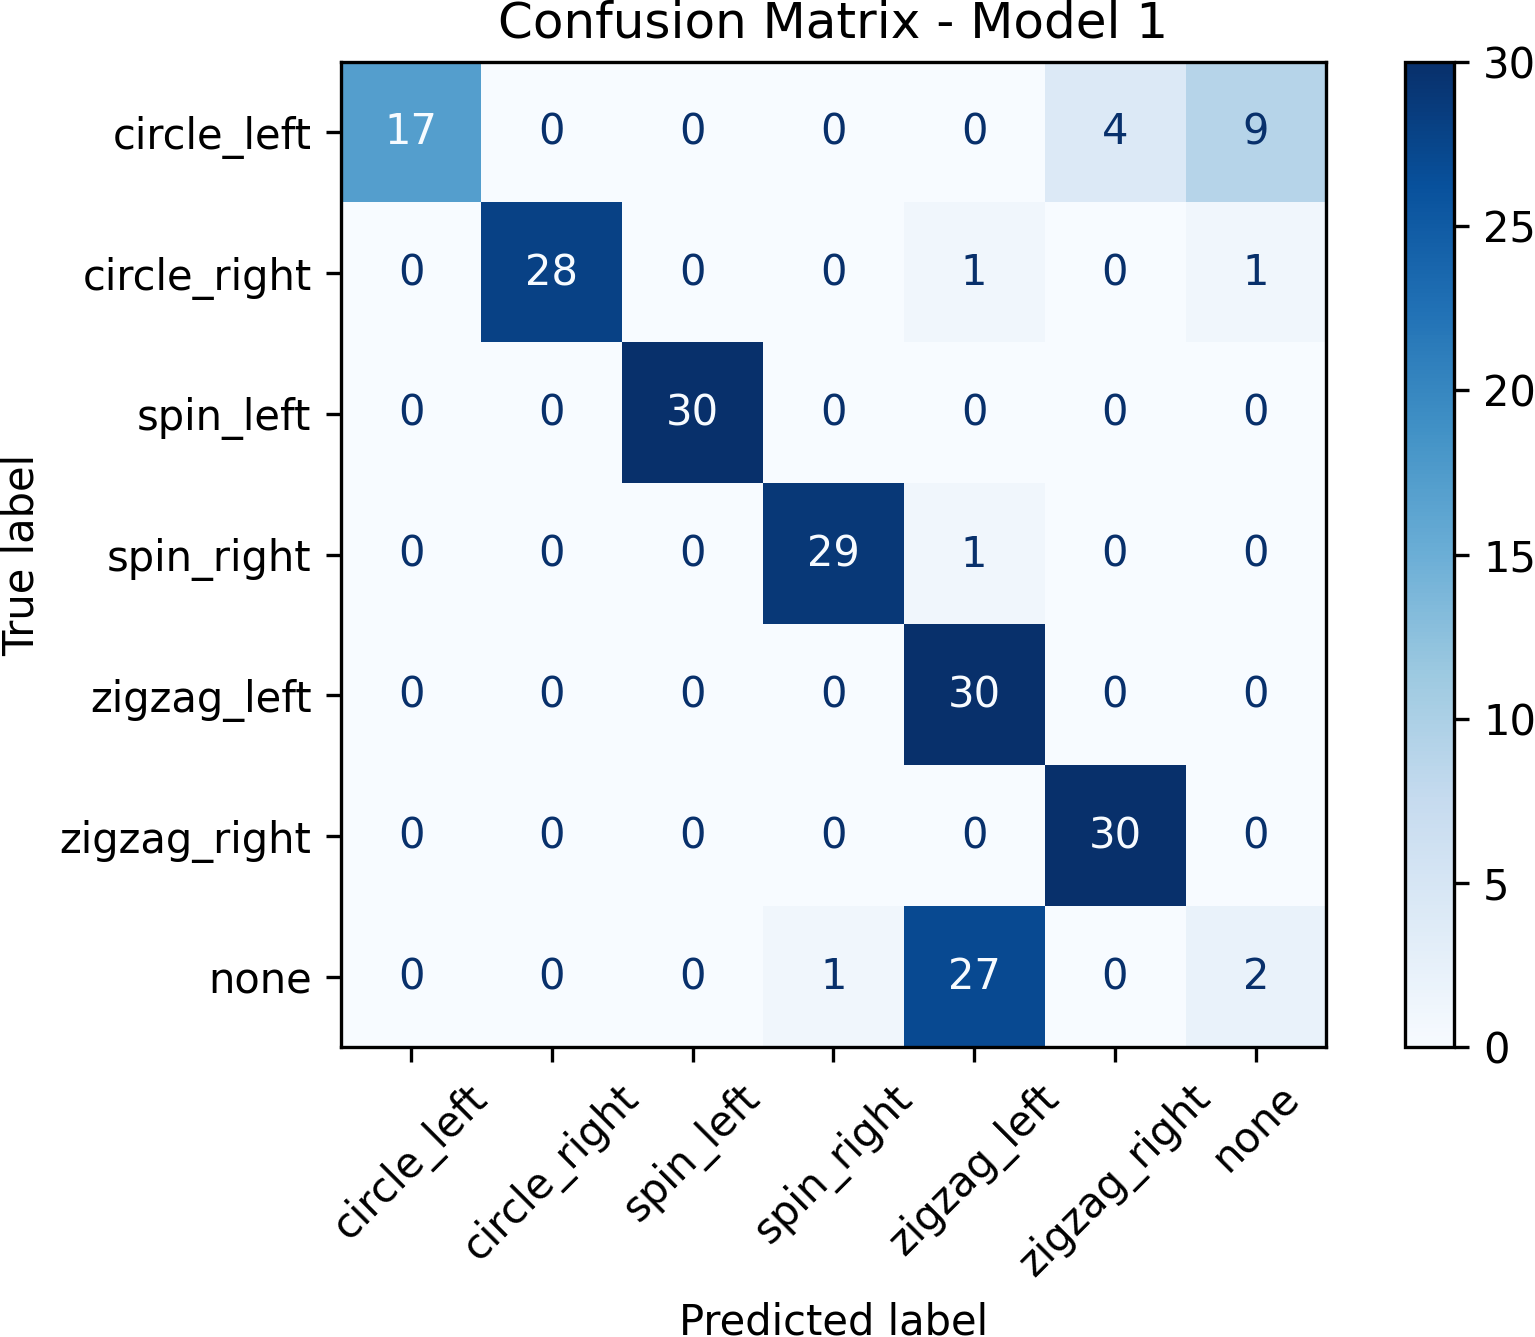 Confusion Matrix - Model 1
circle_left 17 0 0 0 0 4 9
circle_right 0 28 0 0 1 0 1
spin_left 0 0 30 0 0 0 0
spin_right 0 0 0 29 1 0 0
zigzag_left 0 0 0 0 30 0 0
zigzag_right 0 0 0 0 0 30 0
none 0 0 0 1 27 0 2
True label
circle_left circle_right spin_left spin_right zigzag_left zigzag_right none
Predicted label
30
25
20
15
10
5
0